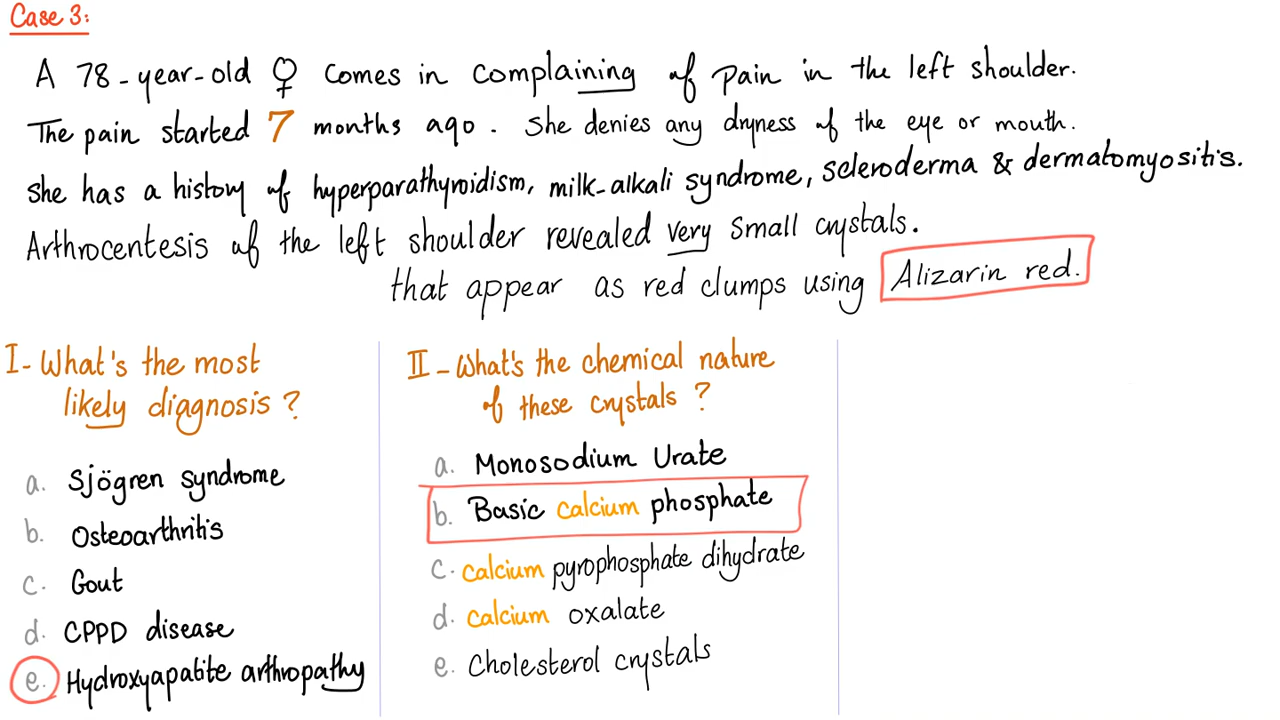 Case 3:
A 78-year-old ♀ comes in complaining of pain in the left shoulder.
The pain started 7 months ago. She denies any dryness of the eye or mouth.
She has a history of hyperparathyroidism, milk-alkali syndrome, scleroderma & dermatomyositis.
Arthrocentesis of the left shoulder revealed very small crystals.
that appear as red clumps using Alizarin red.
I- What's the most
likely diagnosis?
a. Sjögren syndrome
b. Osteoarthritis
c. Gout
d. CPPD disease
e. Hydroxyapatite arthropathy
II- What's the chemical nature
of these crystals?
a. Monosodium Urate
b. Basic calcium phosphate
c. calcium pyrophosphate dihydrate
d. calcium oxalate
e. Cholesterol crystals